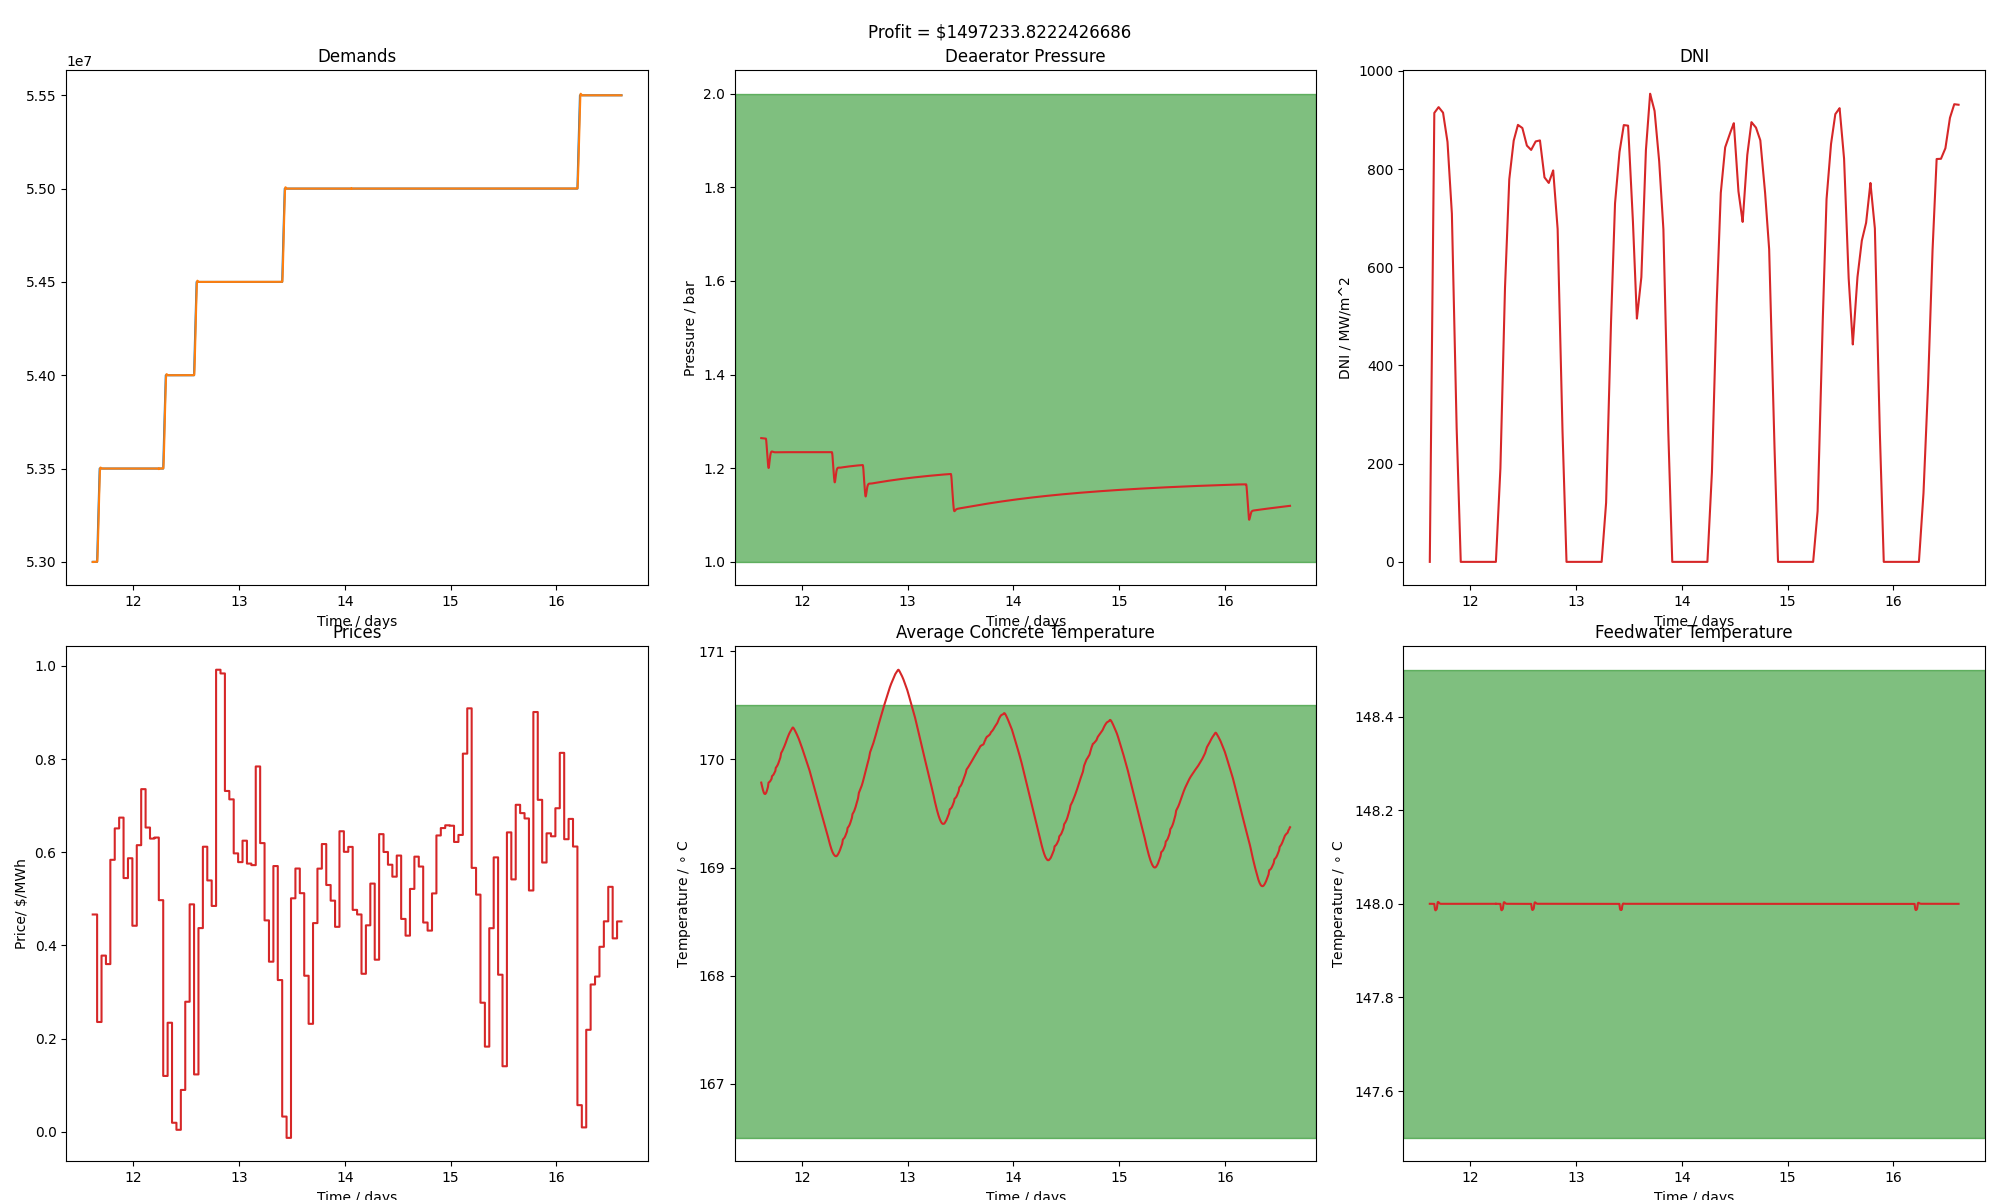 Profit = $1497233.8222426686
Demands
1e7
5.55
5.50
5.45
5.40
5.35
5.30
12 13 14 15 16
Time / days
Deaerator Pressure
Pressure / bar
2.0
1.8
1.6
1.4
1.2
1.0
12 13 14 15 16
Time / days
DNI
DNI / MW/m^2
1000
800
600
400
200
0
12 13 14 15 16
Time / days
Prices
Price/ $/MWh
1.0
0.8
0.6
0.4
0.2
0.0
12 13 14 15 16
Time / days
Average Concrete Temperature
Temperature / ∘ C
171
170
169
168
167
12 13 14 15 16
Time / days
Feedwater Temperature
Temperature / ∘ C
148.4
148.2
148.0
147.8
147.6
12 13 14 15 16
Time / days